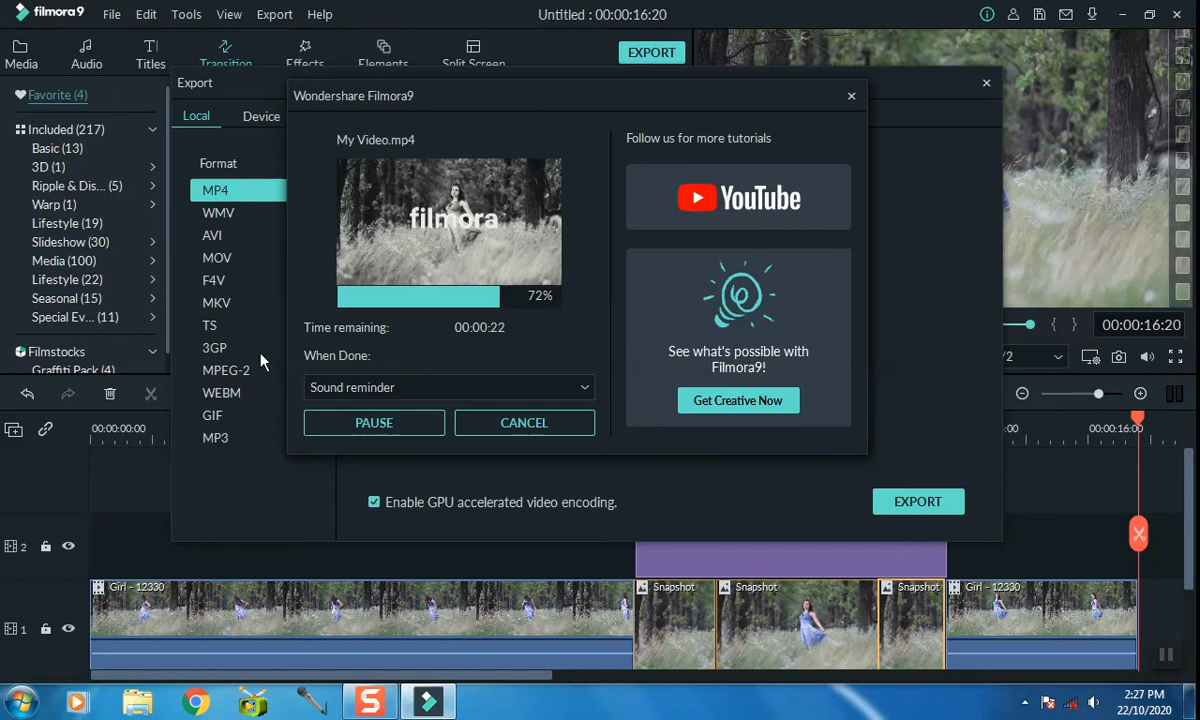 filmora9
File Edit Tools View Export Help
Untitled : 00:00:16:20
Media Audio Titles Transition Effects Elements Split Screen
EXPORT
Favorite (4)
Included (217)
Basic (13)
3D (1)
Ripple & Dis... (5)
Warp (1)
Lifestyle (19)
Slideshow (30)
Media (100)
Lifestyle (22)
Seasonal (15)
Special Ev... (11)
Filmstocks
Graffiti Pack (4)
Export
Local Device
Format
MP4
WMV
AVI
MOV
F4V
MKV
TS
3GP
MPEG-2
WEBM
GIF
MP3
Wondershare Filmora9
My Video.mp4
filmora
72%
Time remaining: 00:00:22
When Done:
Sound reminder
PAUSE CANCEL
Follow us for more tutorials
YouTube
See what's possible with
Filmora9!
Get Creative Now
Enable GPU accelerated video encoding.
EXPORT
00:00:16:20
/2
00:00:00:00
:00
00:00:16:00
2
1
Girl - 12330
Snapshot
Snapshot
Snapshot
Girl - 12330
2:27 PM
22/10/2020